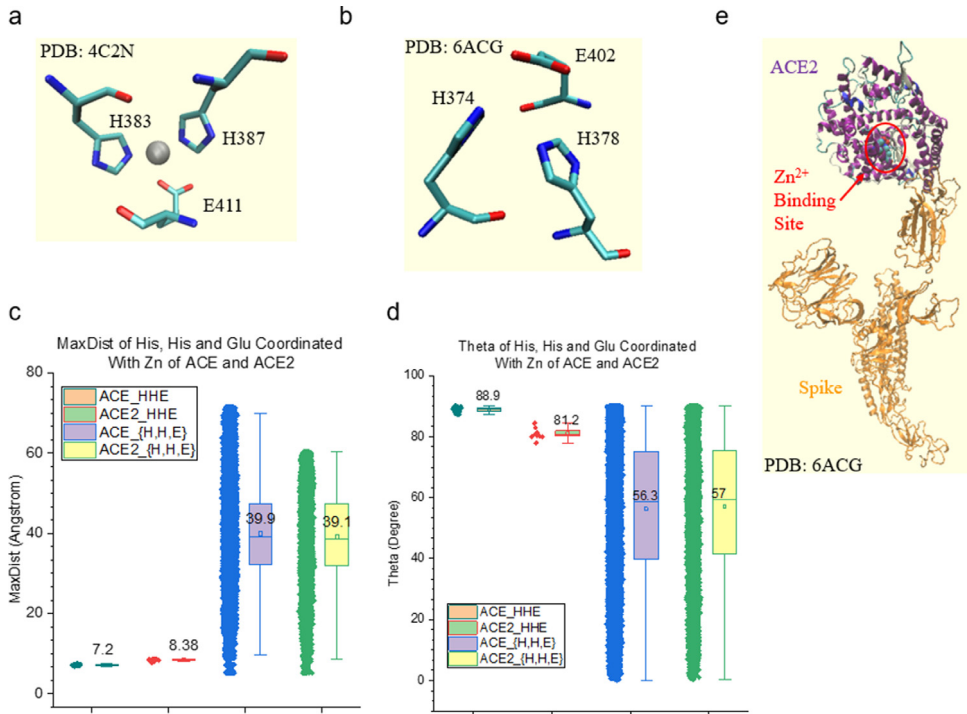 a
PDB: 4C2N
H383
H387
E411
b
PDB: 6ACG
E402
H374
H378
e
ACE2
Zn2+
Binding
Site
Spike
PDB: 6ACG
c
MaxDist of His, His and Glu Coordinated
With Zn of ACE and ACE2
MaxDist (Angstrom)
80
60
40
20
0
ACE_HHE
ACE2_HHE
ACE_{H,H,E}
ACE2_{H,H,E}
7.2
8.38
39.9
39.1
d
Theta of His, His and Glu Coordinated
With Zn of ACE and ACE2
Theta (Degree)
100
80
60
40
20
0
88.9
81.2
56.3
57
ACE_HHE
ACE2_HHE
ACE_{H,H,E}
ACE2_{H,H,E}